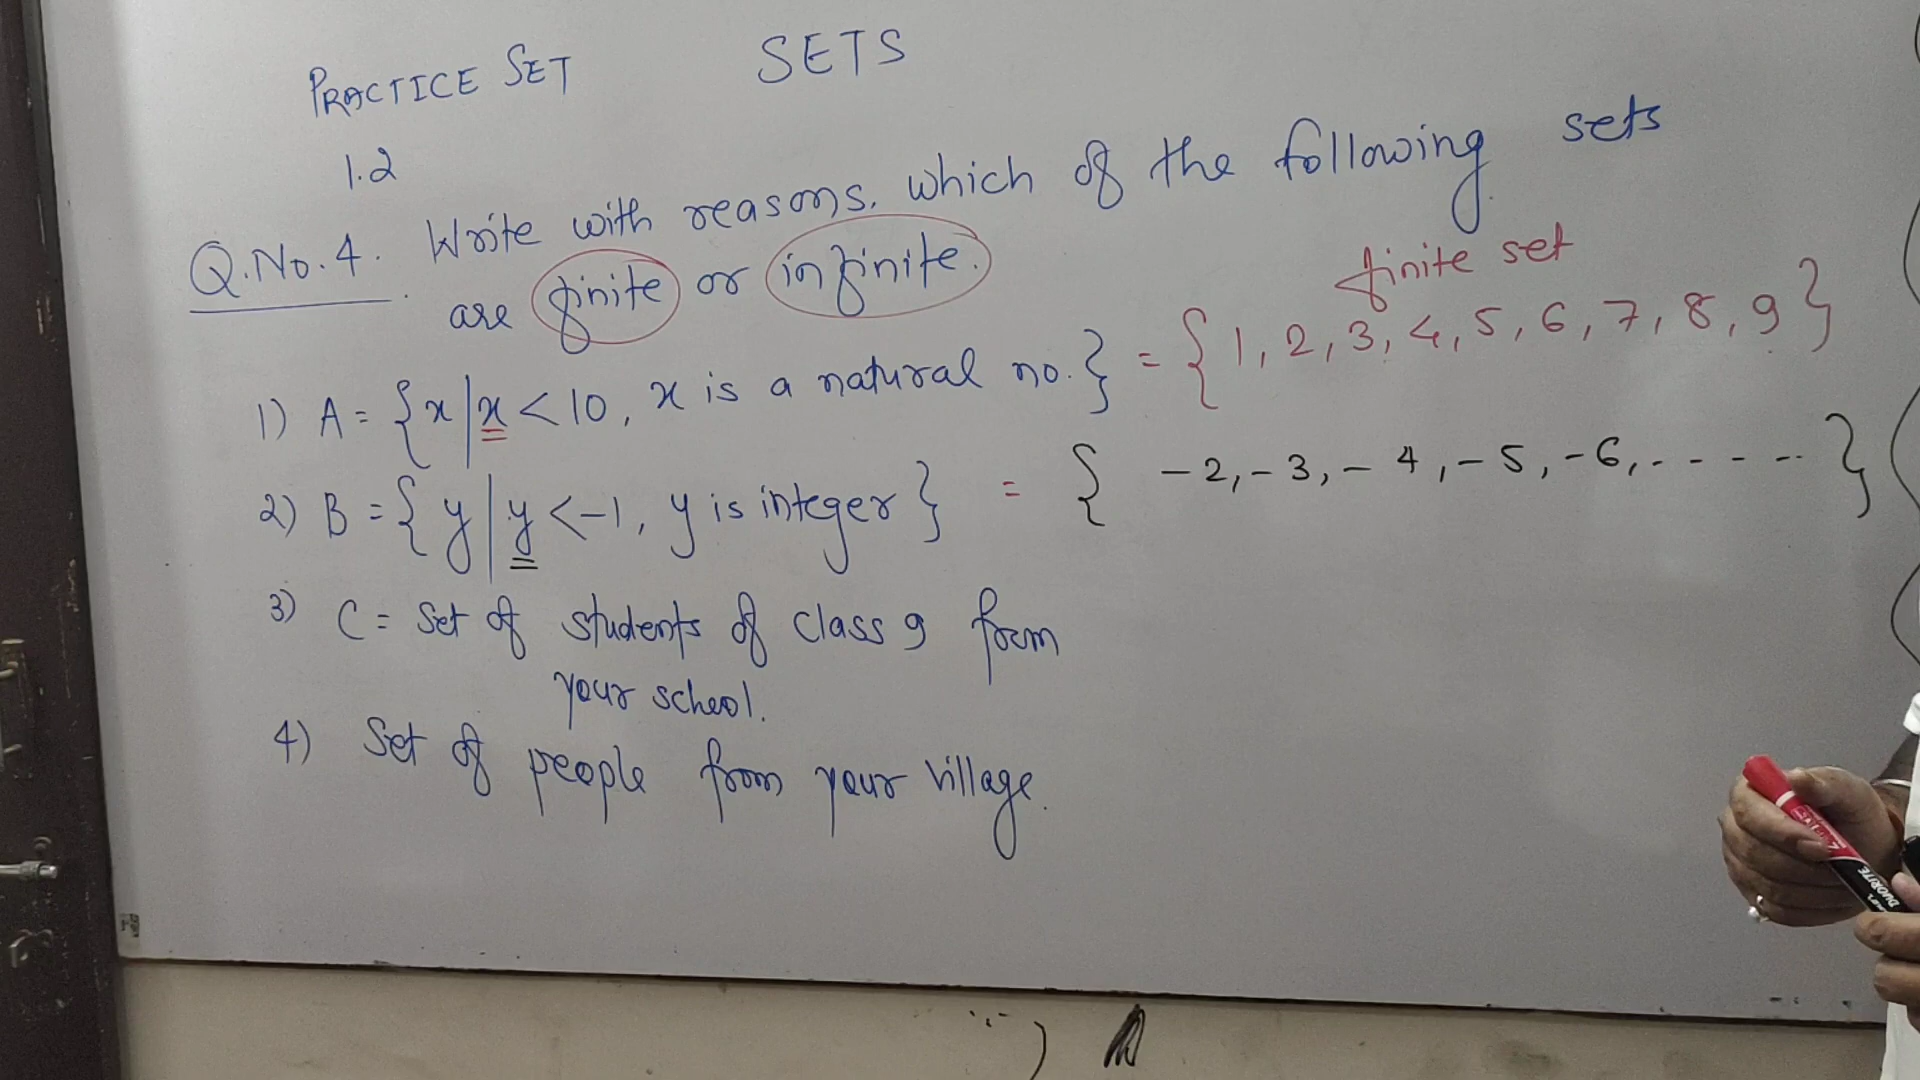 SETS
PRACTICE SET
1.2
Q.No.4. Write with reasons, which of the following sets
are finite or infinite.
finite set
1) A = {x | x < 10, x is a natural no.} = {1, 2, 3, 4, 5, 6, 7, 8, 9}
2) B = {y | y < -1, y is integer} = { -2, -3, -4, -5, -6, - - - - -- }
3) C = Set of students of class 9 form
your school.
4) Set of people from your village.